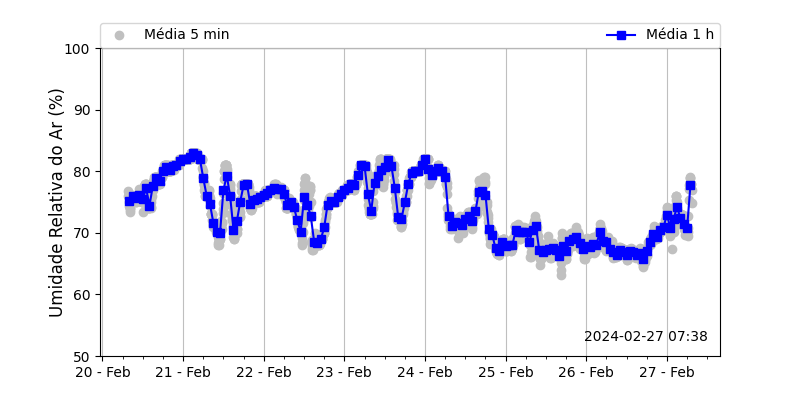 Média 5 min
Média 1 h
Umidade Relativa do Ar (%)
100
90
80
70
60
50
2024-02-27 07:38
20 - Feb
21 - Feb
22 - Feb
23 - Feb
24 - Feb
25 - Feb
26 - Feb
27 - Feb